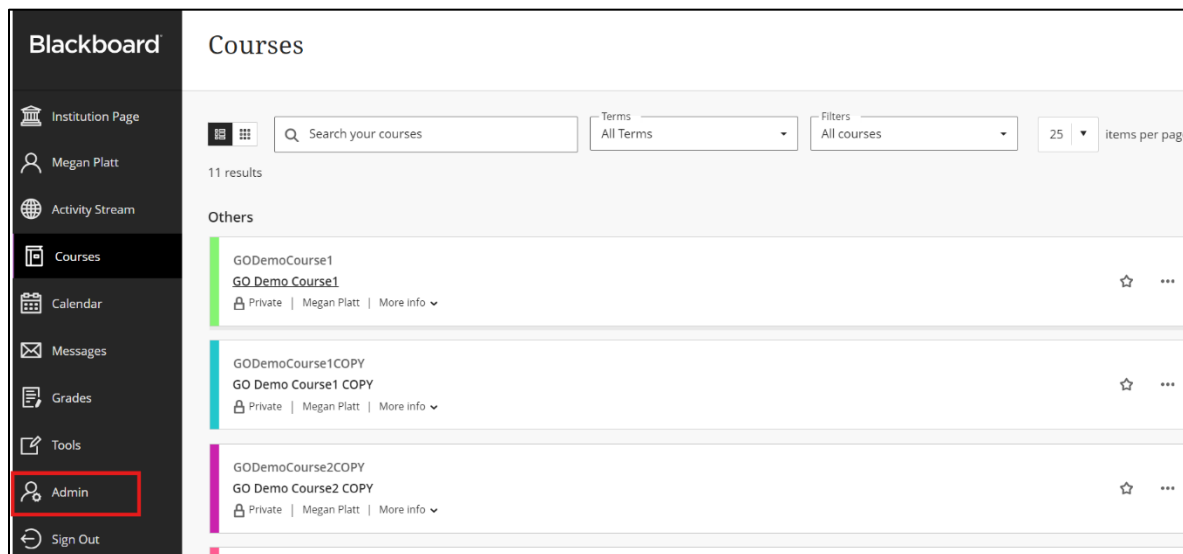 Blackboard
Institution Page
Megan Platt
Activity Stream
Courses
Calendar
Messages
Grades
Tools
Admin
Sign Out
Courses
Search your courses
Terms
All Terms
Filters
All courses
25 items per pag
11 results
Others
GODemoCourse1
GO Demo Course1
Private | Megan Platt | More info
GODemoCourse1COPY
GO Demo Course1 COPY
Private | Megan Platt | More info
GODemoCourse2COPY
GO Demo Course2 COPY
Private | Megan Platt | More info